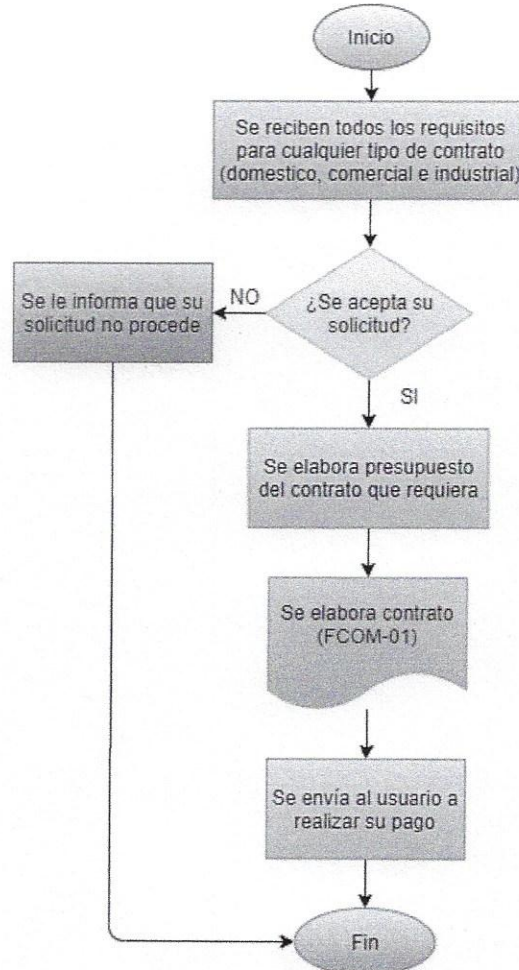 Inicio
Se reciben todos los requisitos
para cualquier tipo de contrato
(domestico, comercial e industrial)
¿Se acepta su
solicitud?
NO
Se le informa que su
solicitud no procede
SI
Se elabora presupuesto
del contrato que requiera
Se elabora contrato
(FCOM-01)
Se envía al usuario a
realizar su pago
Fin